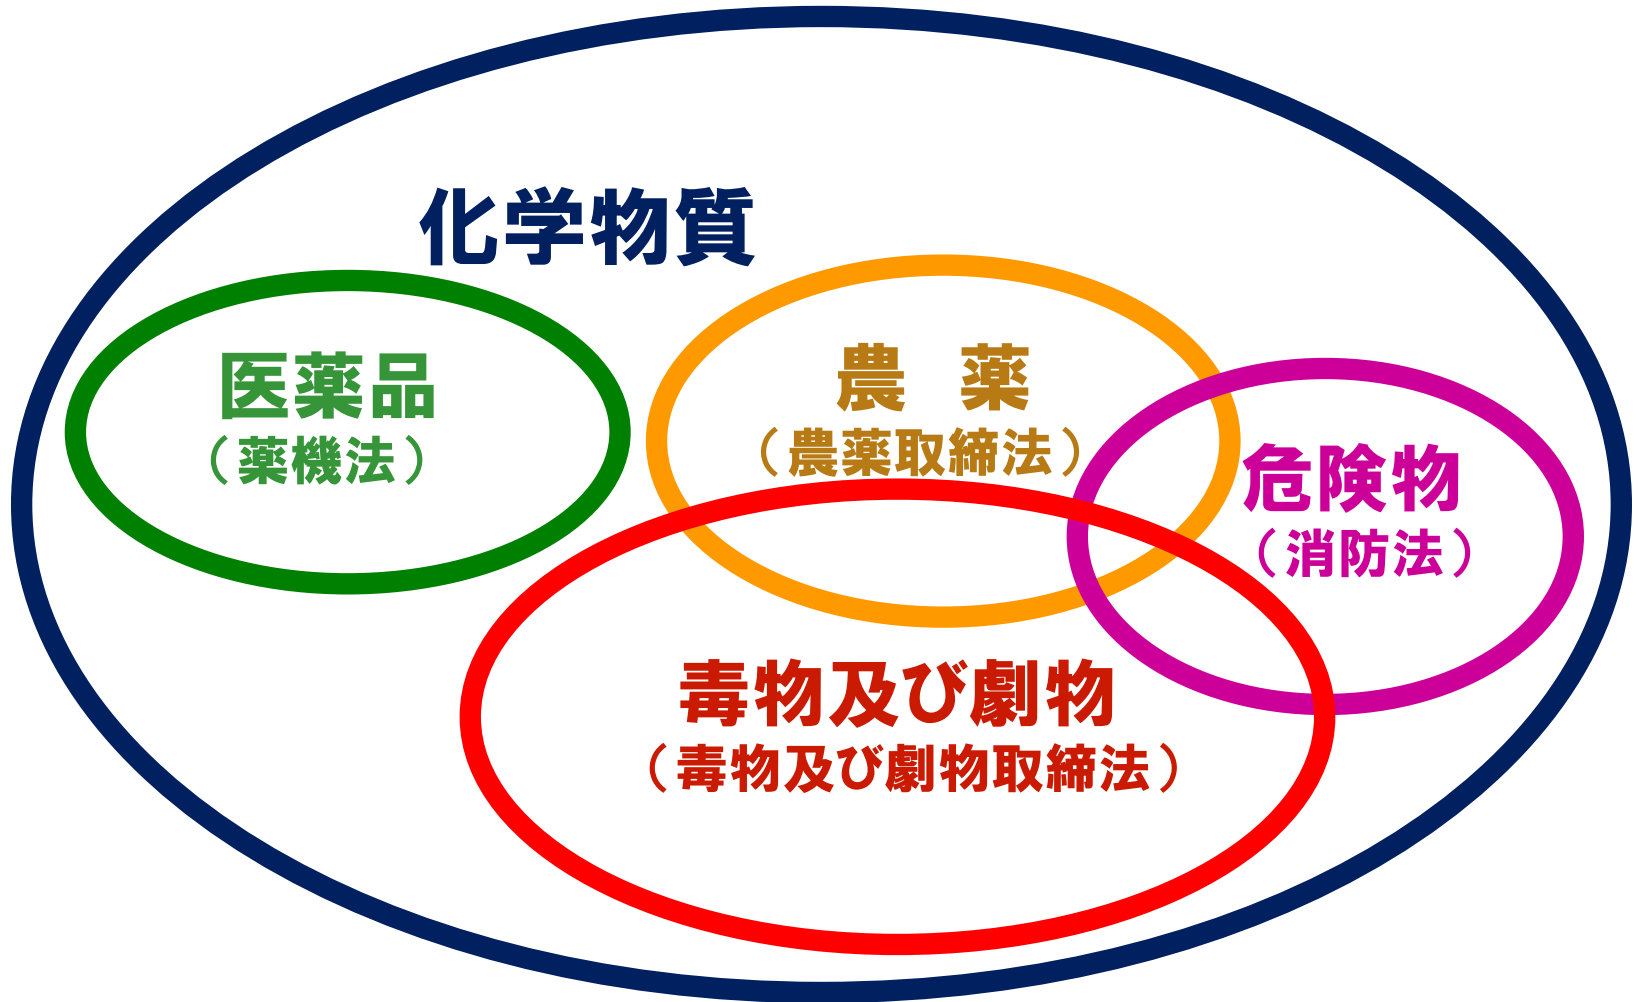 化学物質
医薬品
（薬機法）
農　薬
（農薬取締法）
危険物
（消防法）
毒物及び劇物
（毒物及び劇物取締法）